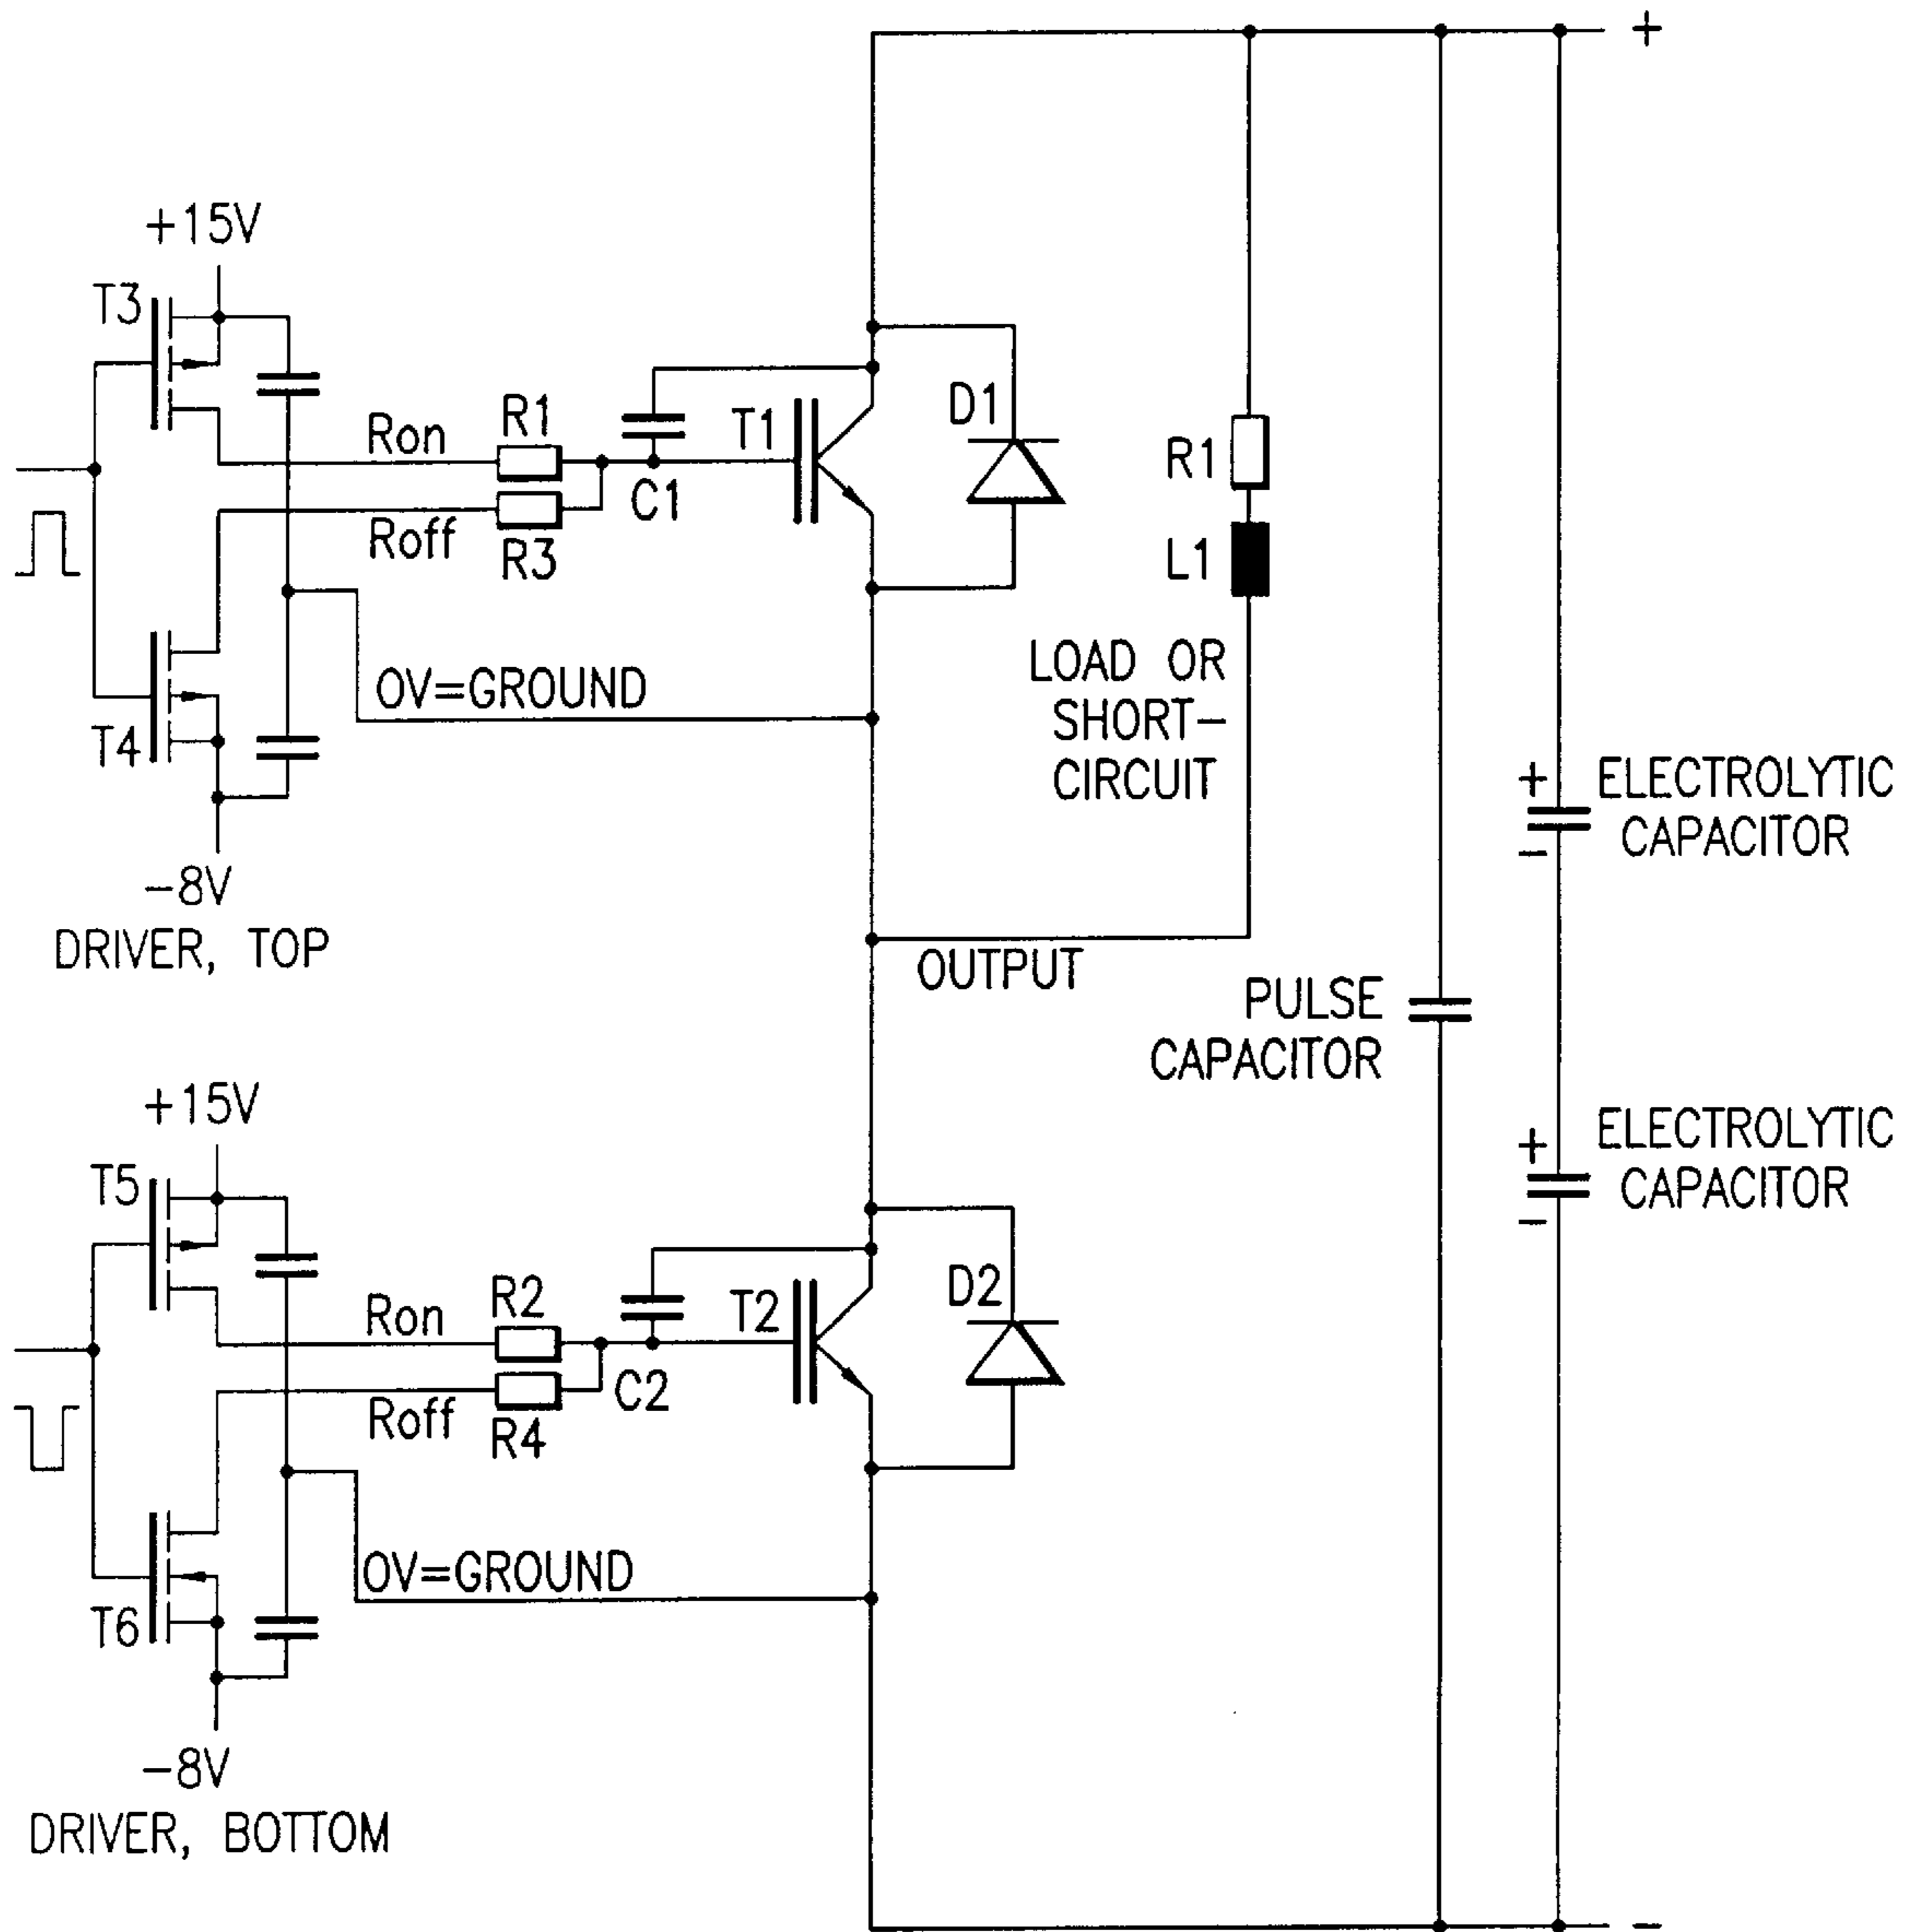 +
+15V
T3
R1
Ron
T1
D1
R1
C1
Roff
R3
L1
LOAD OR
SHORT-
CIRCUIT
OV=GROUND
T4
+
ELECTROLYTIC
CAPACITOR
-
-8V
DRIVER, TOP
OUTPUT
PULSE
CAPACITOR
+15V
+
ELECTROLYTIC
CAPACITOR
-
T5
R2
Ron
T2
D2
C2
Roff
R4
OV=GROUND
T6
-8V
DRIVER, BOTTOM
-